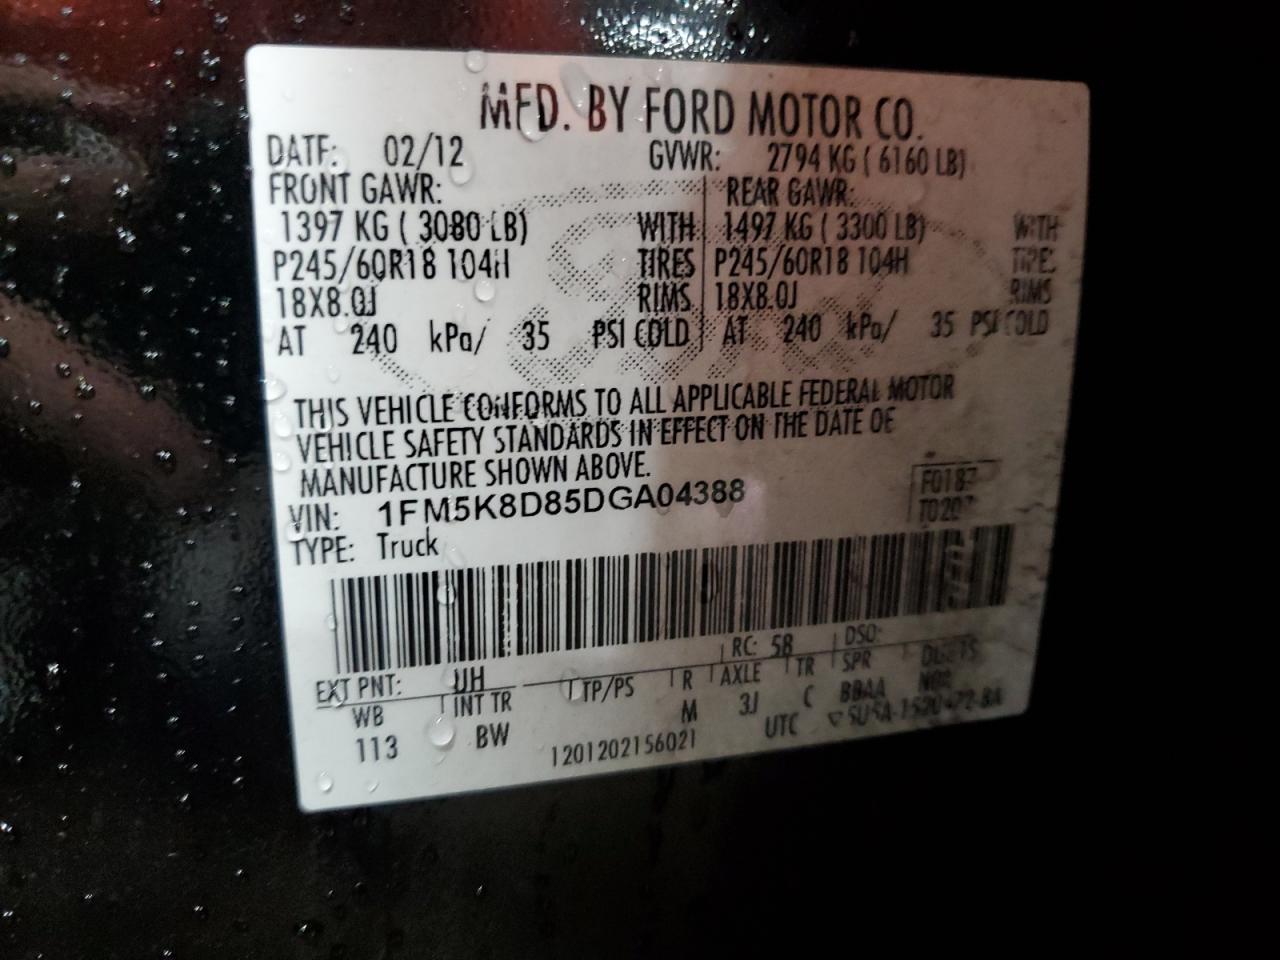 MFD. BY FORD MOTOR CO.
DATE: 02/12 GVWR: 2794 KG ( 6160 LB)
FRONT GAWR: REAR GAWR:
1397 KG ( 3080 LB) WITH 1497 KG ( 3300 LB) WITH
P245/60R18 104H TIRES P245/60R18 104H TIRES
18X8.0J RIMS 18X8.0J RIMS
AT 240 kPa/ 35 PSI COLD AT 240 kPa/ 35 PSI COLD
THIS VEHICLE CONFORMS TO ALL APPLICABLE FEDERAL MOTOR
VEHICLE SAFETY STANDARDS IN EFFECT ON THE DATE OF
MANUFACTURE SHOWN ABOVE.
F0187
VIN: 1FM5K8D85DGA04388
T0207
TYPE: Truck
EXT PNT: UH RC: 58 DSO:
WB INT TR TP/PS R AXLE TR SPR
113 BW M 3J C BBAA
1201202156021 UTC